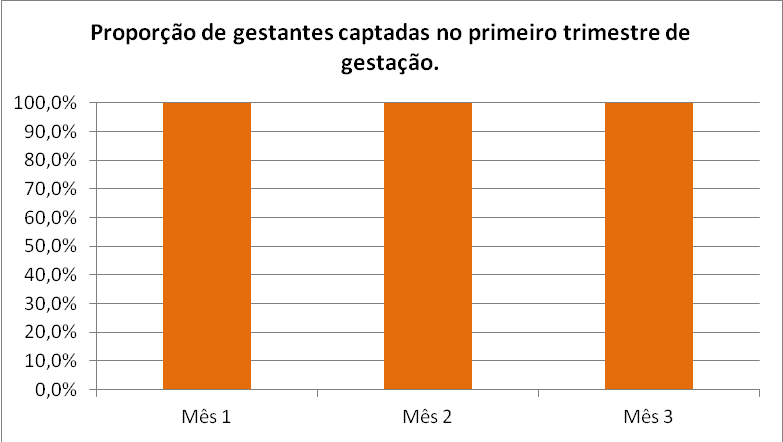 Proporção de gestantes captadas no primeiro trimestre de
gestação.
100,0%
90,0%
80,0%
70,0%
60,0%
50,0%
40,0%
30,0%
20,0%
10,0%
0,0%
Mês 1
Mês 2
Mês 3